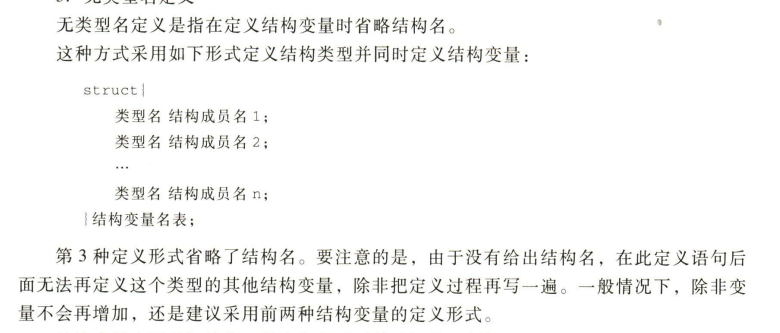 无类型名定义是指在定义结构变量时省略结构名。
这种方式采用如下形式定义结构类型并同时定义结构变量：
struct{
类型名 结构成员名 1;
类型名 结构成员名 2;
…
类型名 结构成员名 n;
}结构变量名表;
第 3 种定义形式省略了结构名。要注意的是，由于没有给出结构名，在此定义语句后
面无法再定义这个类型的其他结构变量，除非把定义过程再写一遍。一般情况下，除非变
量不会再增加，还是建议采用前两种结构变量的定义形式。